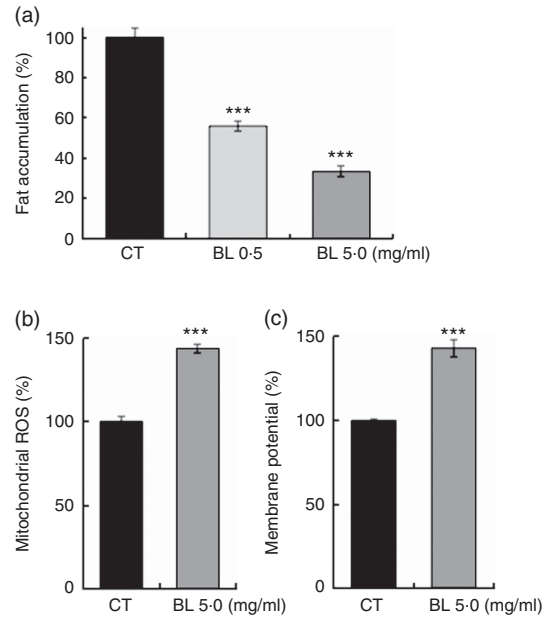 (a)
Fat accumulation (%)
100
80
60
40
20
0
***
***
CT BL 0·5 BL 5·0 (mg/ml)
(b)
Mitochondrial ROS (%)
150
100
50
0
***
CT BL 5·0 (mg/ml)
(c)
Membrane potential (%)
150
100
50
0
***
CT BL 5·0 (mg/ml)